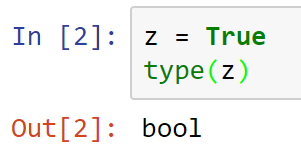 In [2]: z = True
type(z)
Out[2]: bool